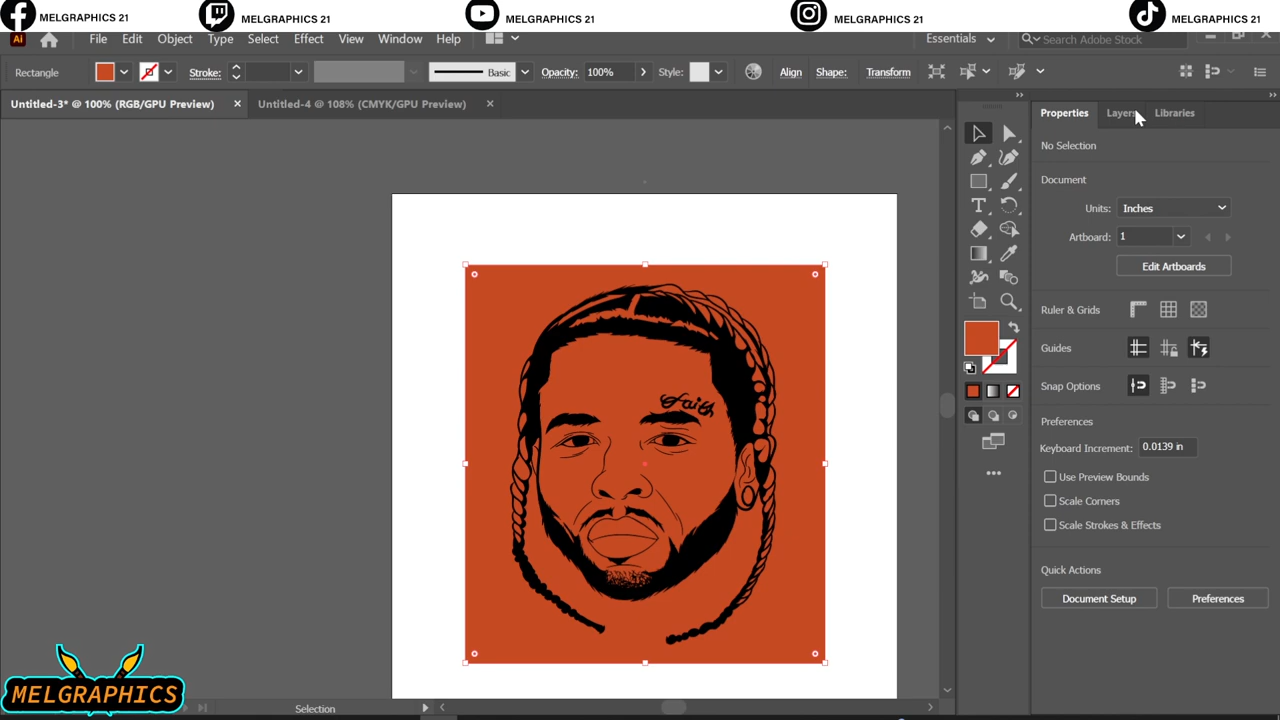 MELGRAPHICS 21 MELGRAPHICS 21 MELGRAPHICS 21 MELGRAPHICS 21 MELGRAPHICS 21
Ai File Edit Object Type Select Effect View Window Help Essentials Search Adobe Stock
Rectangle Stroke: Basic Opacity: 100% Style: Align Shape: Transform
Untitled-3* @ 100% (RGB/GPU Preview) × Untitled-4 @ 108% (CMYK/GPU Preview) ×
Properties Layers Libraries
No Selection
Document
Units: Inches
Artboard: 1
Edit Artboards
Ruler & Grids
Guides
Snap Options
Preferences
Keyboard Increment: 0.0139 in
Use Preview Bounds
Scale Corners
Scale Strokes & Effects
Quick Actions
Document Setup Preferences
Faith
MELGRAPHICS
Selection